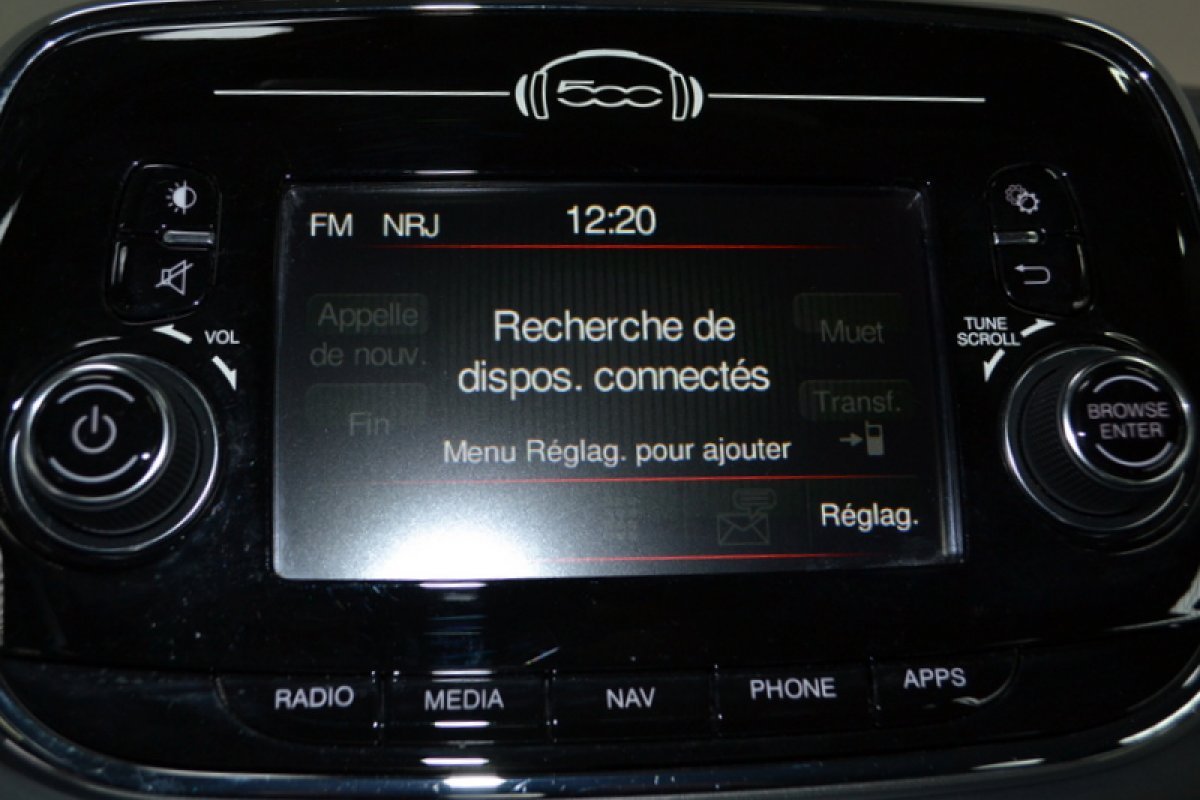 500
FM NRJ 12:20
VOL
TUNE
SCROLL
Appelle
de nouv.
Fin
Recherche de
dispos. connectés
Menu Réglag. pour ajouter
Muet
Transf.
Réglag.
BROWSE
ENTER
RADIO MEDIA NAV PHONE APPS